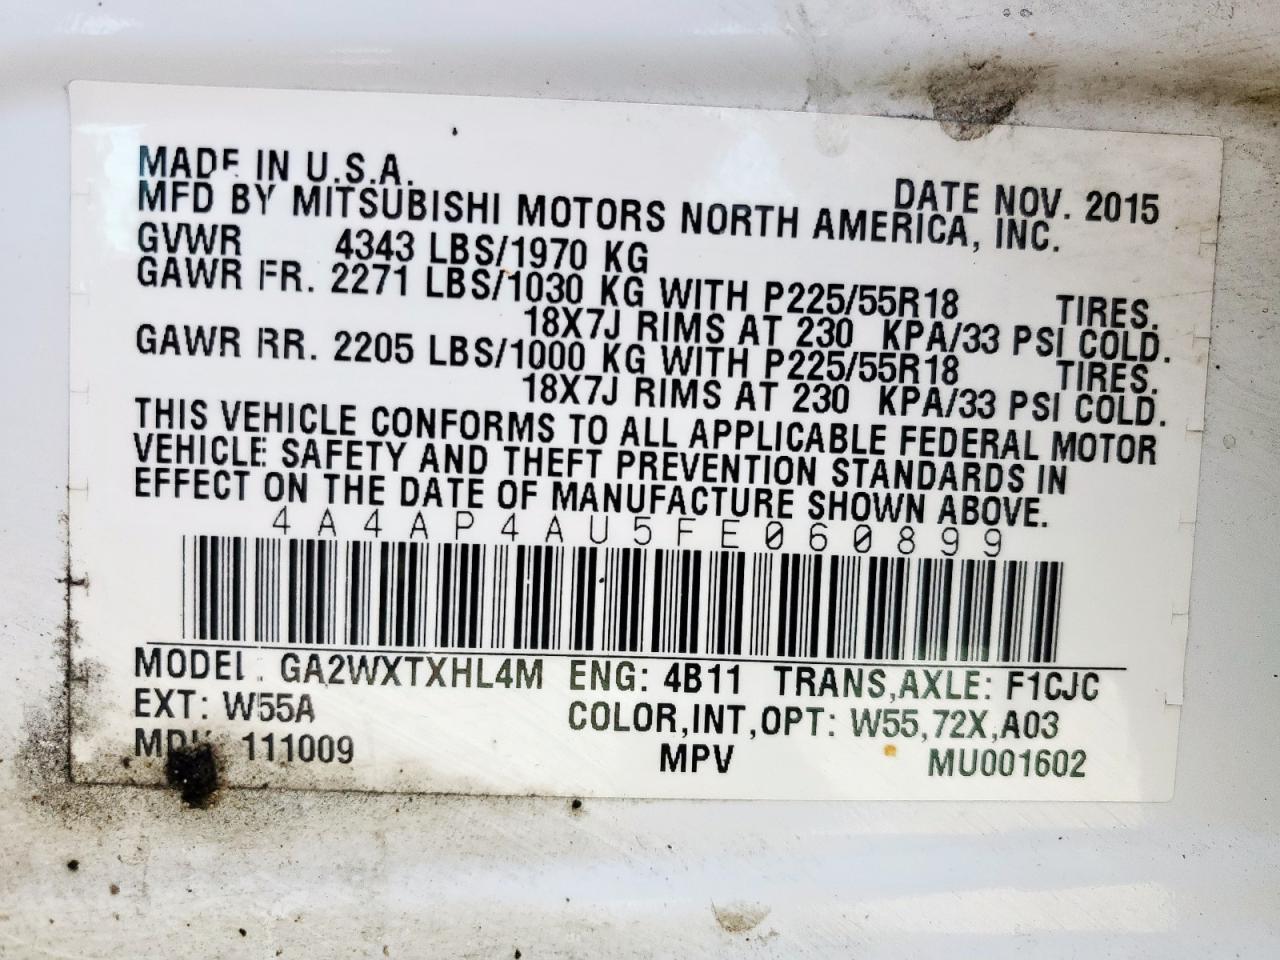 MADE IN U.S.A. DATE NOV. 2015
MFD BY MITSUBISHI MOTORS NORTH AMERICA, INC.
GVWR 4343 LBS/1970 KG
GAWR FR. 2271 LBS/1030 KG WITH P225/55R18 TIRES.
18X7J RIMS AT 230 KPA/33 PSI COLD.
GAWR RR. 2205 LBS/1000 KG WITH P225/55R18 TIRES.
18X7J RIMS AT 230 KPA/33 PSI COLD.
THIS VEHICLE CONFORMS TO ALL APPLICABLE FEDERAL MOTOR
VEHICLE SAFETY AND THEFT PREVENTION STANDARDS IN
EFFECT ON THE DATE OF MANUFACTURE SHOWN ABOVE.
4A4AP4AU5FE060899
MODEL: GA2WXTXHL4M ENG: 4B11 TRANS,AXLE: F1CJC
EXT: W55A COLOR,INT,OPT: W55,72X,A03
111009 MPV MU001602